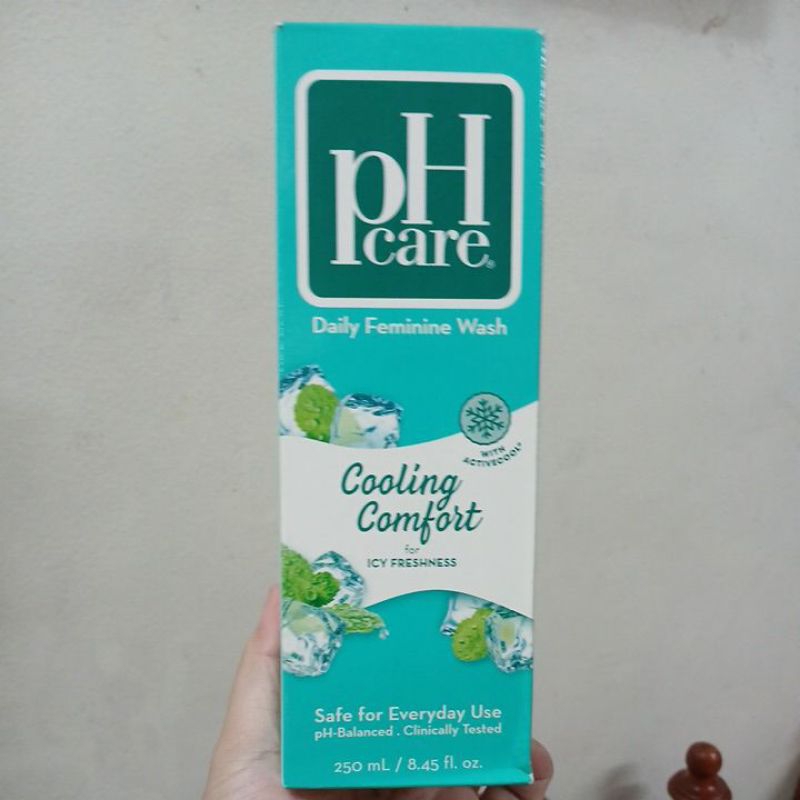 pH
care®
Daily Feminine Wash
WITH
ACTIVECOOL
Cooling
Comfort
for
ICY FRESHNESS
Safe for Everyday Use
pH-Balanced . Clinically Tested
250 mL / 8.45 fl. oz.